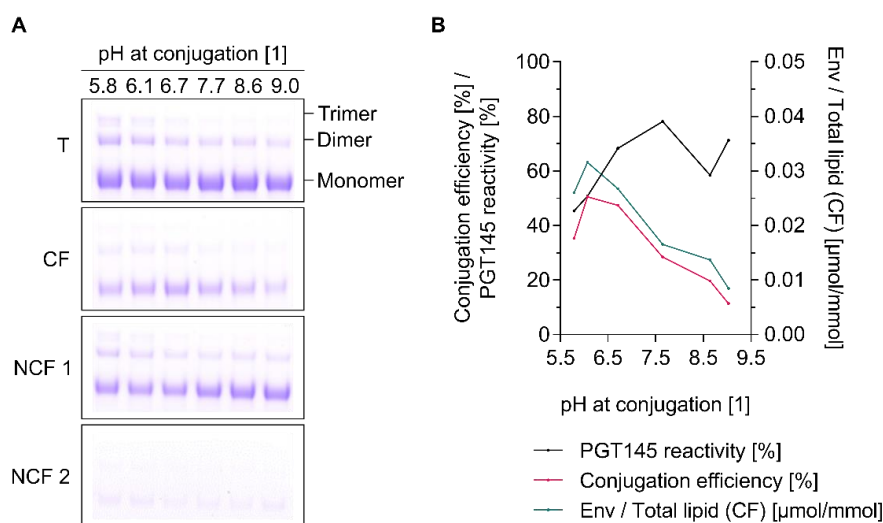 A
pH at conjugation [1]
5.8 6.1 6.7 7.7 8.6 9.0
T
Trimer
Dimer
Monomer
CF
NCF 1
NCF 2
B
Conjugation efficiency [%] /
PGT145 reactivity [%]
100
80
60
40
20
0
0.05
0.04
0.03
0.02
0.01
0.00
Env / Total lipid (CF) [µmol/mmol]
5.5 6.5 7.5 8.5 9.5
pH at conjugation [1]
PGT145 reactivity [%]
Conjugation efficiency [%]
Env / Total lipid (CF) [µmol/mmol]